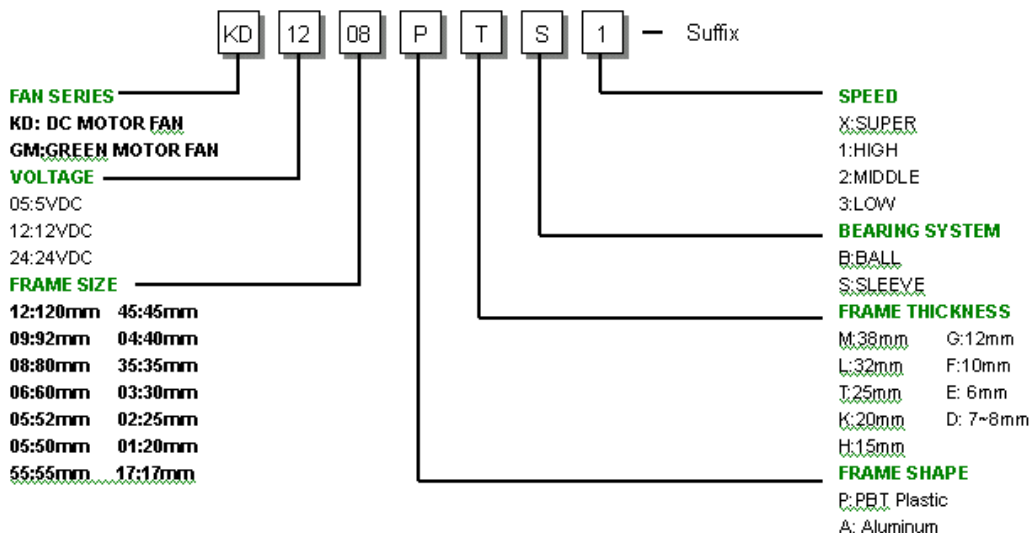 KD 12 08 P T S 1 — Suffix
FAN SERIES
KD: DC MOTOR FAN
GM;GREEN MOTOR FAN
VOLTAGE
05:5VDC
12:12VDC
24:24VDC
FRAME SIZE
12:120mm 45:45mm
09:92mm 04:40mm
08:80mm 35:35mm
06:60mm 03:30mm
05:52mm 02:25mm
05:50mm 01:20mm
55:55mm 17:17mm
SPEED
X:SUPER
1:HIGH
2:MIDDLE
3:LOW
BEARING SYSTEM
B:BALL
S:SLEEVE
FRAME THICKNESS
M:38mm G:12mm
L:32mm F:10mm
T:25mm E: 6mm
K:20mm D: 7~8mm
H:15mm
FRAME SHAPE
P:PBT Plastic
A: Aluminum